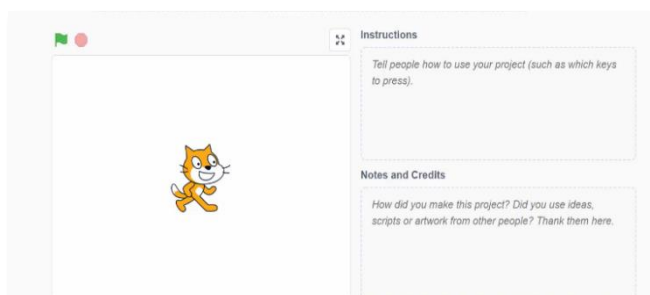 Instructions
Tell people how to use your project (such as which keys
to press).
Notes and Credits
How did you make this project? Did you use ideas,
scripts or artwork from other people? Thank them here.